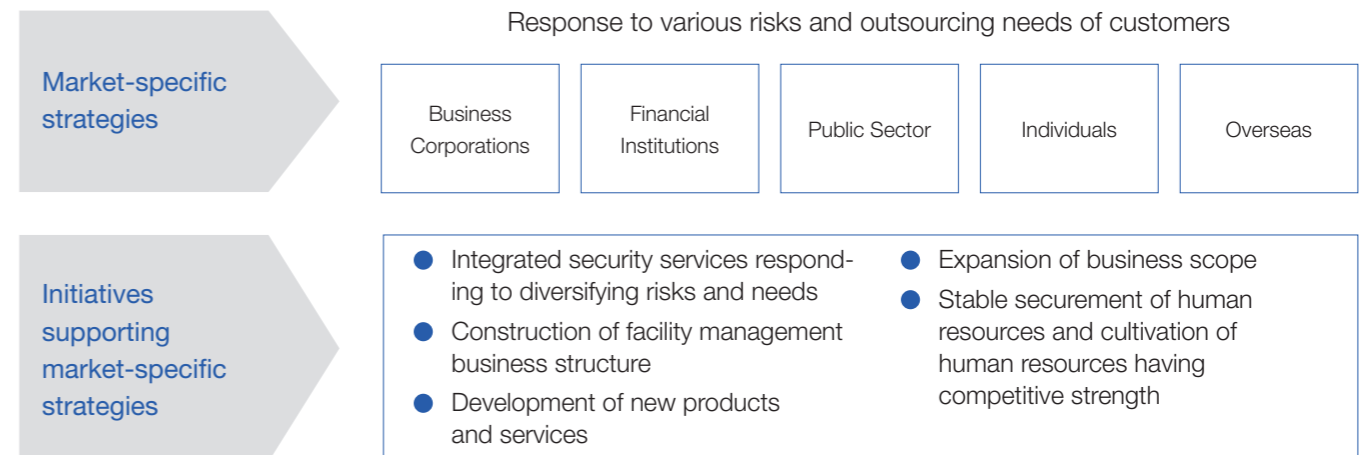 Response to various risks and outsourcing needs of customers
Market-specific
strategies
Business
Corporations
Financial
Institutions
Public Sector
Individuals
Overseas
Initiatives
supporting
market-specific
strategies
● Integrated security services respond-
ing to diversifying risks and needs
● Construction of facility management
business structure
● Development of new products
and services
● Expansion of business scope
● Stable securement of human
resources and cultivation of
human resources having
competitive strength